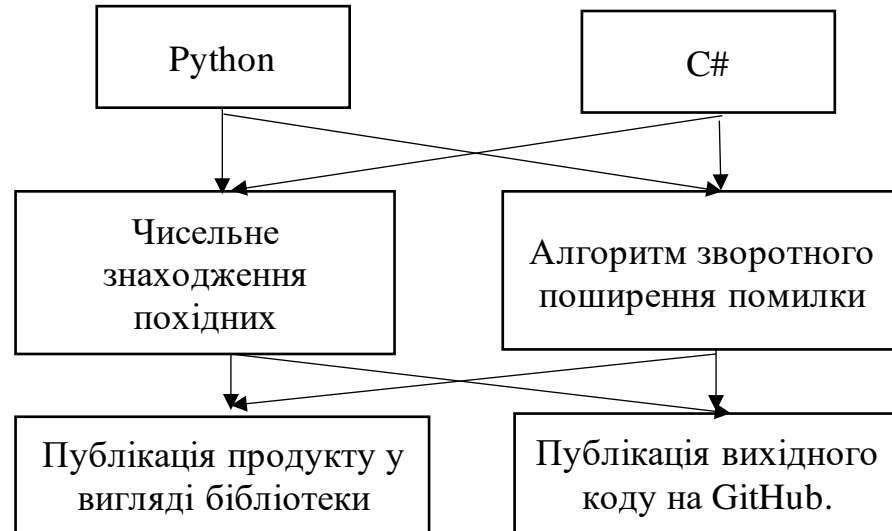 Python
C#
Чисельне
знаходження
похідних
Алгоритм зворотного
поширення помилки
Публікація продукту у
вигляді бібліотеки
Публікація вихідного
коду на GitHub.